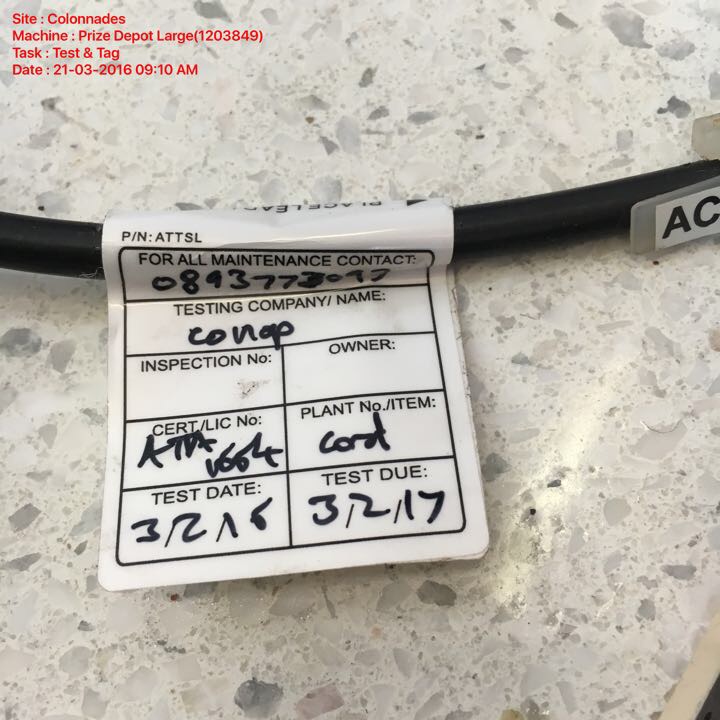 Site : Colonnades
Machine : Prize Depot Large(1203849)
Task : Test & Tag
Date : 21-03-2016 09:10 AM
AC
P/N: ATTSL
FOR ALL MAINTENANCE CONTACT:
TESTING COMPANY/ NAME:
INSPECTION No:
OWNER:
CERT./LIC No:
PLANT No./ITEM:
Cord
TEST DATE:
TEST DUE:
3/2/16
3/2/17